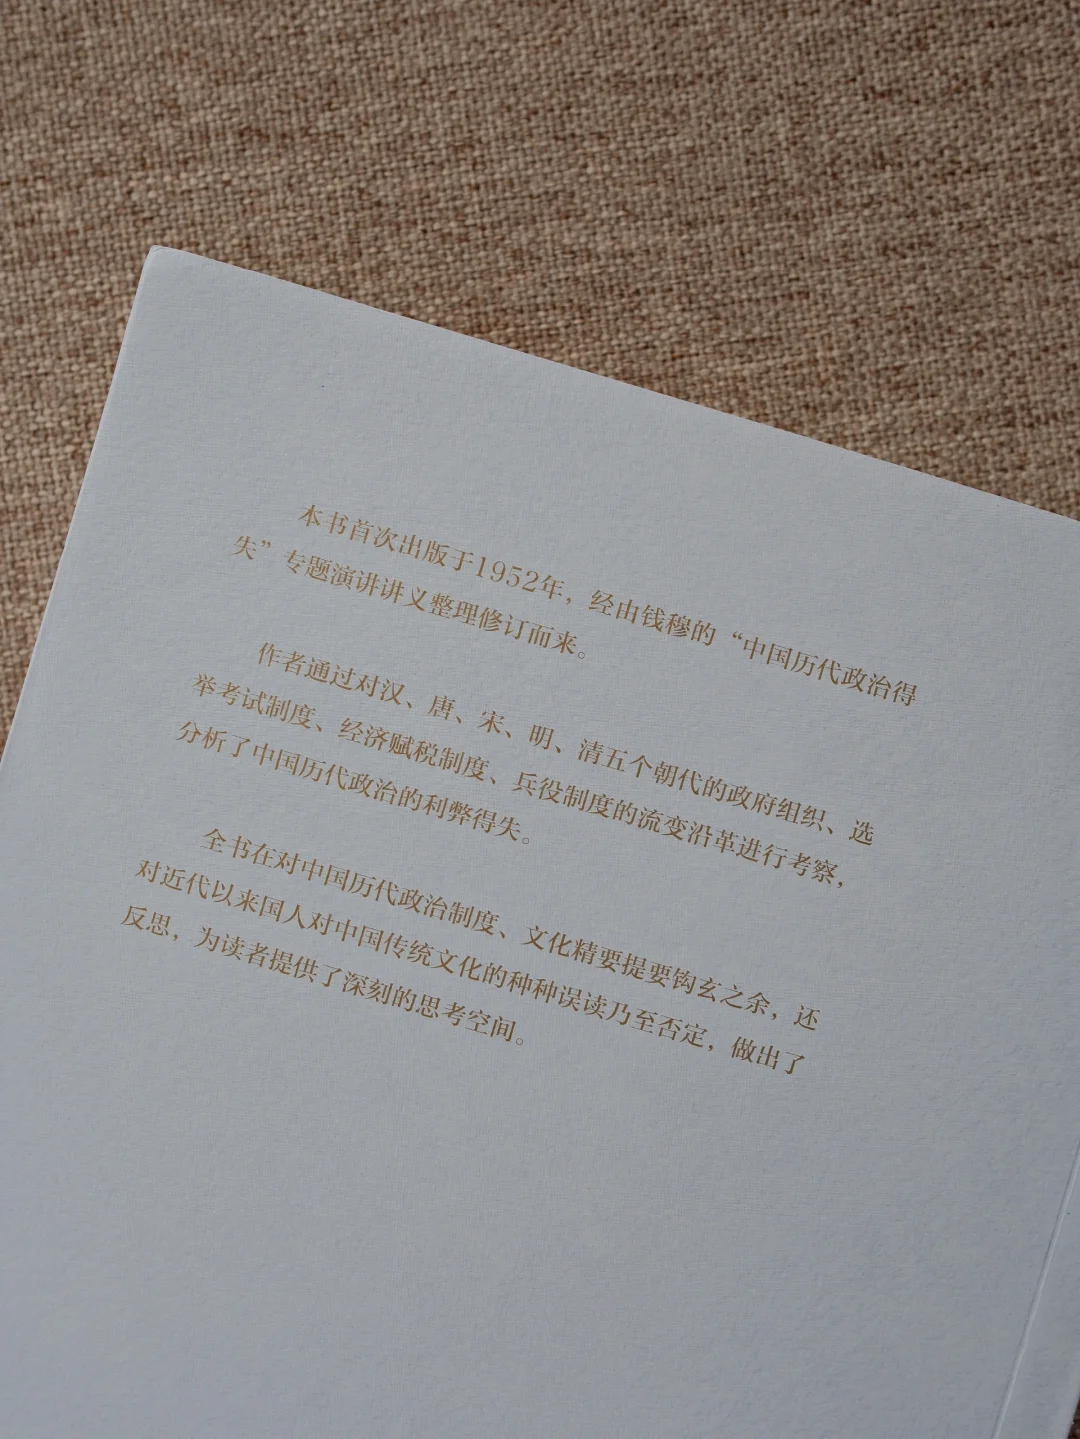 本书首次出版于1952年，经由钱穆的“中国历代政治得
失”专题演讲讲义整理修订而来。
作者通过对汉、唐、宋、明、清五个朝代的政府组织、选
举考试制度、经济赋税制度、兵役制度的流变沿革进行考察，
分析了中国历代政治的利弊得失。
全书在对中国历代政治制度、文化精要提要钩玄之余，还
对近代以来国人对中国传统文化的种种误读乃至否定，做出了
反思，为读者提供了深刻的思考空间。